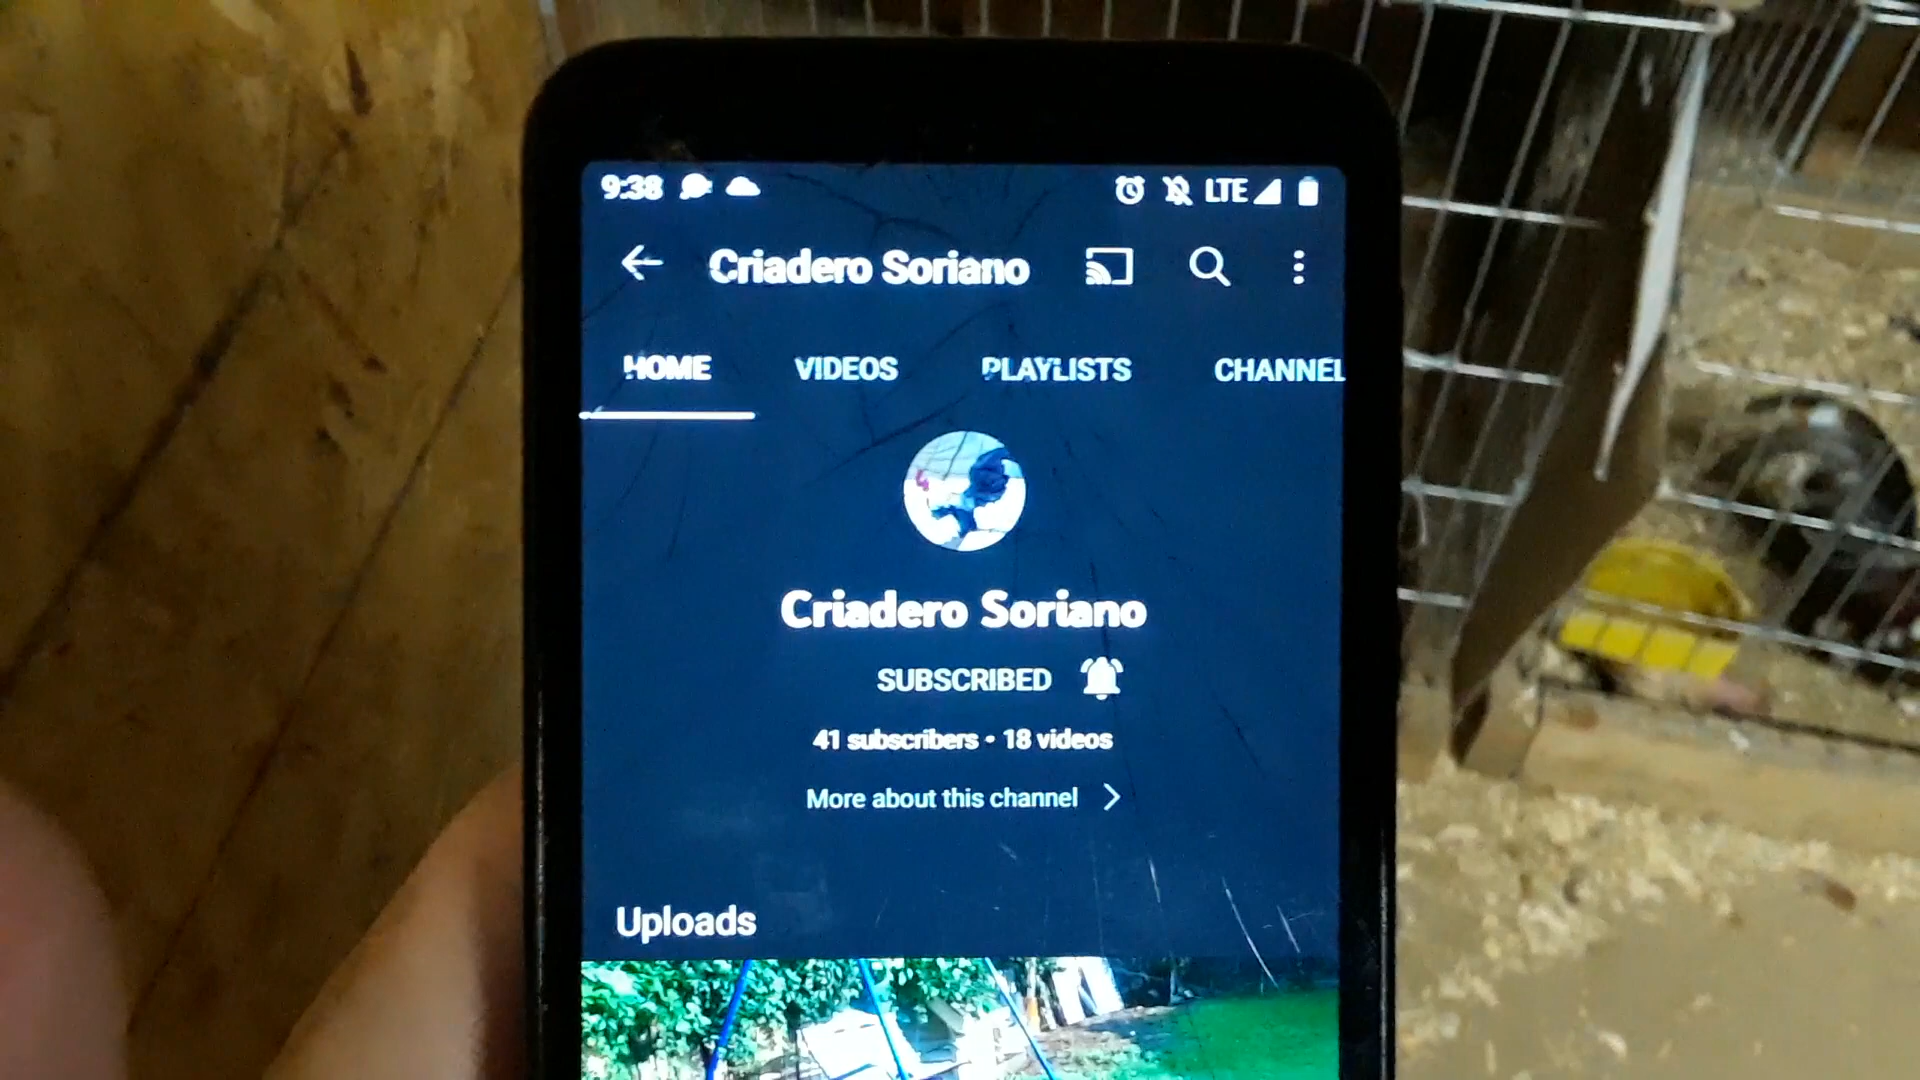 9:38 LTE
Criadero Soriano
HOME VIDEOS PLAYLISTS CHANNEL
Criadero Soriano
SUBSCRIBED
41 subscribers • 18 videos
More about this channel
Uploads